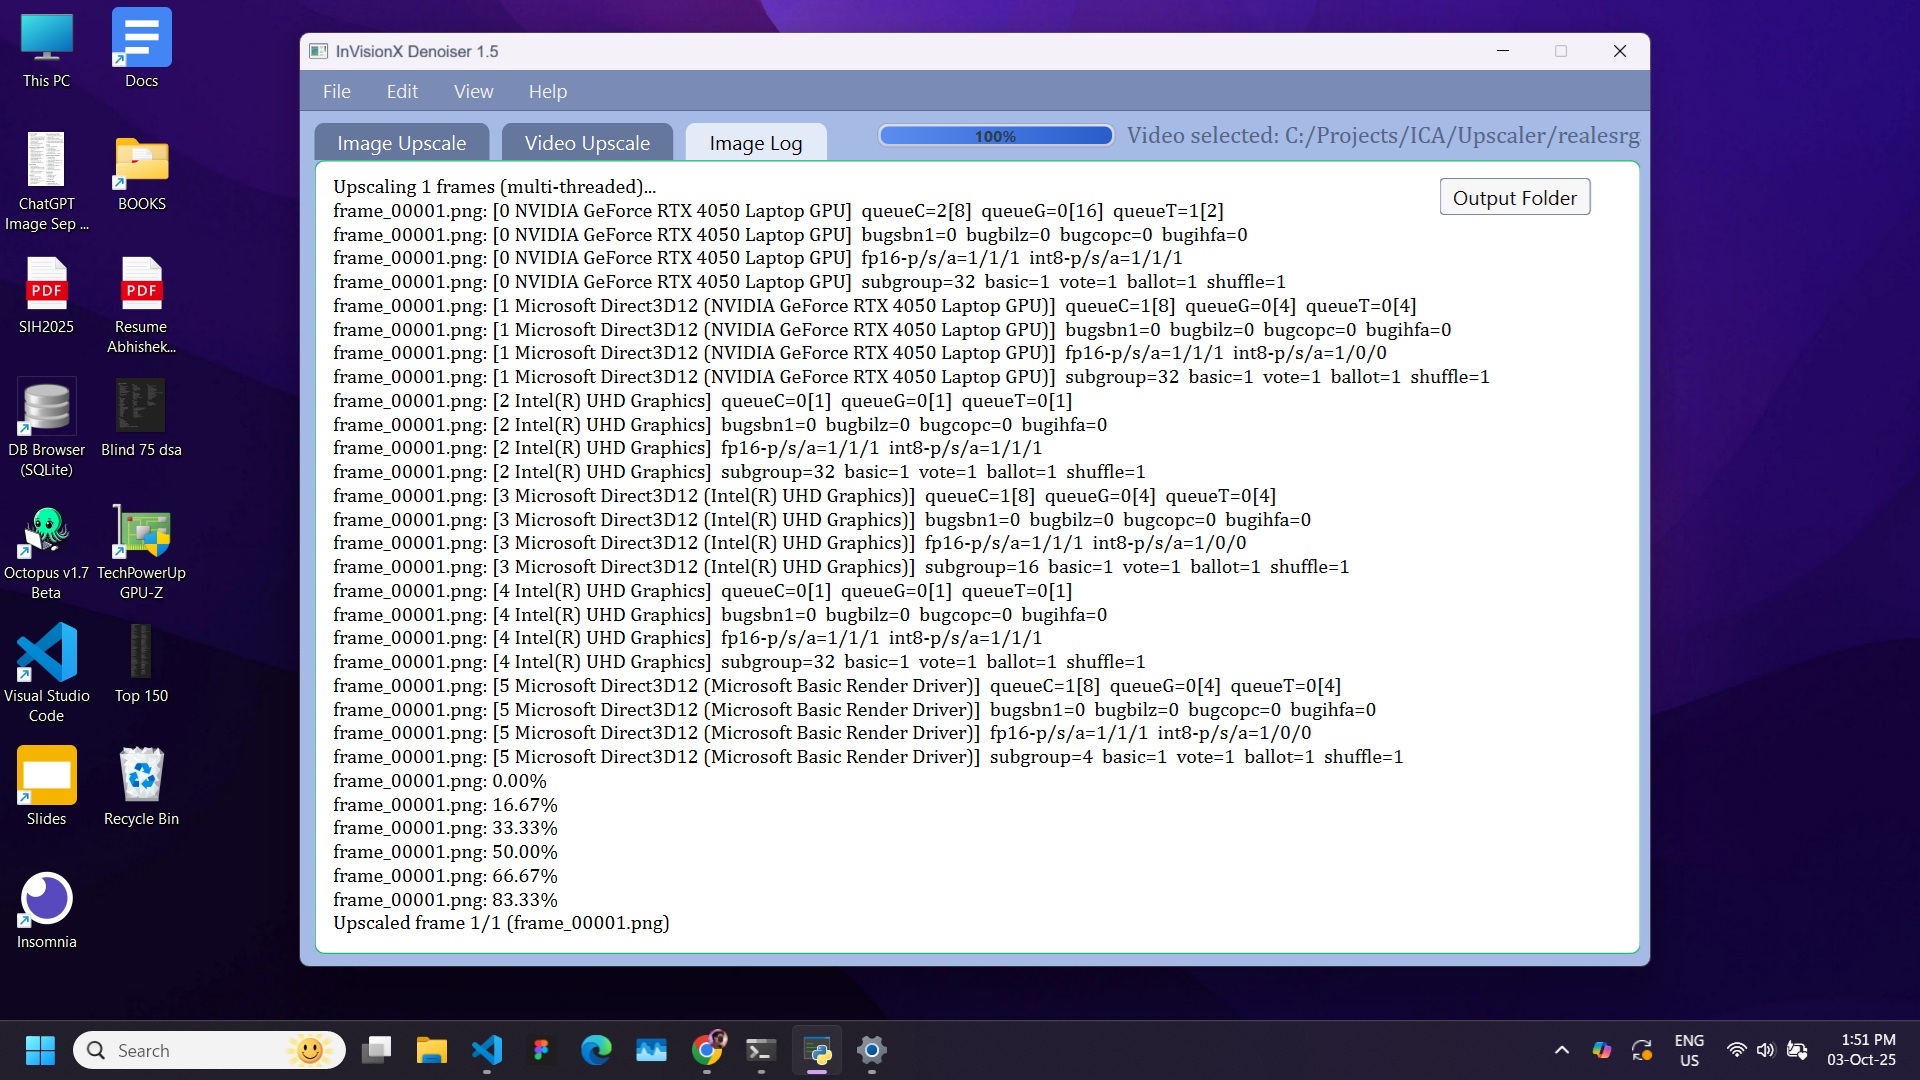 This PC
Docs
ChatGPT
Image Sep ...
BOOKS
PDF
SIH2025
PDF
Resume
Abhishek...
DB Browser
(SQLite)
Blind 75 dsa
Octopus v1.7
Beta
TechPowerUp
GPU-Z
Visual Studio
Code
Top 150
Slides
Recycle Bin
Insomnia
InVisionX Denoiser 1.5
File Edit View Help
Image Upscale Video Upscale Image Log 100% Video selected: C:/Projects/ICA/Upscaler/realesrg
Output Folder
Upscaling 1 frames (multi-threaded)...
frame_00001.png: [0 NVIDIA GeForce RTX 4050 Laptop GPU] queueC=2[8] queueG=0[16] queueT=1[2]
frame_00001.png: [0 NVIDIA GeForce RTX 4050 Laptop GPU] bugsbn1=0 bugbilz=0 bugcopc=0 bugihfa=0
frame_00001.png: [0 NVIDIA GeForce RTX 4050 Laptop GPU] fp16-p/s/a=1/1/1 int8-p/s/a=1/1/1
frame_00001.png: [0 NVIDIA GeForce RTX 4050 Laptop GPU] subgroup=32 basic=1 vote=1 ballot=1 shuffle=1
frame_00001.png: [1 Microsoft Direct3D12 (NVIDIA GeForce RTX 4050 Laptop GPU)] queueC=1[8] queueG=0[4] queueT=0[4]
frame_00001.png: [1 Microsoft Direct3D12 (NVIDIA GeForce RTX 4050 Laptop GPU)] bugsbn1=0 bugbilz=0 bugcopc=0 bugihfa=0
frame_00001.png: [1 Microsoft Direct3D12 (NVIDIA GeForce RTX 4050 Laptop GPU)] fp16-p/s/a=1/1/1 int8-p/s/a=1/0/0
frame_00001.png: [1 Microsoft Direct3D12 (NVIDIA GeForce RTX 4050 Laptop GPU)] subgroup=32 basic=1 vote=1 ballot=1 shuffle=1
frame_00001.png: [2 Intel(R) UHD Graphics] queueC=0[1] queueG=0[1] queueT=0[1]
frame_00001.png: [2 Intel(R) UHD Graphics] bugsbn1=0 bugbilz=0 bugcopc=0 bugihfa=0
frame_00001.png: [2 Intel(R) UHD Graphics] fp16-p/s/a=1/1/1 int8-p/s/a=1/1/1
frame_00001.png: [2 Intel(R) UHD Graphics] subgroup=32 basic=1 vote=1 ballot=1 shuffle=1
frame_00001.png: [3 Microsoft Direct3D12 (Intel(R) UHD Graphics)] queueC=1[8] queueG=0[4] queueT=0[4]
frame_00001.png: [3 Microsoft Direct3D12 (Intel(R) UHD Graphics)] bugsbn1=0 bugbilz=0 bugcopc=0 bugihfa=0
frame_00001.png: [3 Microsoft Direct3D12 (Intel(R) UHD Graphics)] fp16-p/s/a=1/1/1 int8-p/s/a=1/0/0
frame_00001.png: [3 Microsoft Direct3D12 (Intel(R) UHD Graphics)] subgroup=16 basic=1 vote=1 ballot=1 shuffle=1
frame_00001.png: [4 Intel(R) UHD Graphics] queueC=0[1] queueG=0[1] queueT=0[1]
frame_00001.png: [4 Intel(R) UHD Graphics] bugsbn1=0 bugbilz=0 bugcopc=0 bugihfa=0
frame_00001.png: [4 Intel(R) UHD Graphics] fp16-p/s/a=1/1/1 int8-p/s/a=1/1/1
frame_00001.png: [4 Intel(R) UHD Graphics] subgroup=32 basic=1 vote=1 ballot=1 shuffle=1
frame_00001.png: [5 Microsoft Direct3D12 (Microsoft Basic Render Driver)] queueC=1[8] queueG=0[4] queueT=0[4]
frame_00001.png: [5 Microsoft Direct3D12 (Microsoft Basic Render Driver)] bugsbn1=0 bugbilz=0 bugcopc=0 bugihfa=0
frame_00001.png: [5 Microsoft Direct3D12 (Microsoft Basic Render Driver)] fp16-p/s/a=1/1/1 int8-p/s/a=1/0/0
frame_00001.png: [5 Microsoft Direct3D12 (Microsoft Basic Render Driver)] subgroup=4 basic=1 vote=1 ballot=1 shuffle=1
frame_00001.png: 0.00%
frame_00001.png: 16.67%
frame_00001.png: 33.33%
frame_00001.png: 50.00%
frame_00001.png: 66.67%
frame_00001.png: 83.33%
Upscaled frame 1/1 (frame_00001.png)
Search
ENG
US
1:51 PM
03-Oct-25